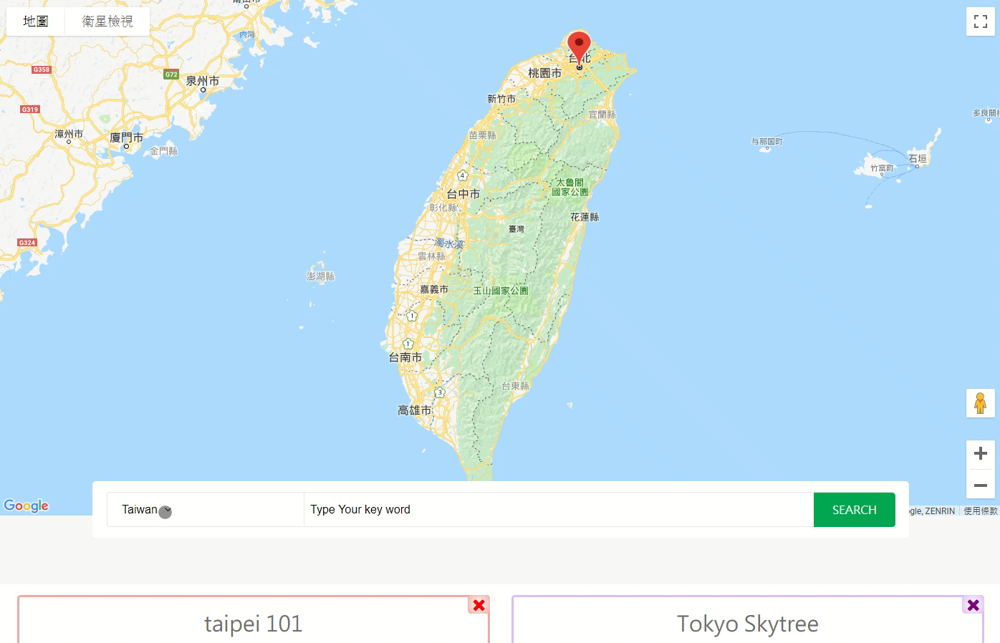 地圖
衛星檢視
內灣
G358
G72
泉州市
G319
漳州市
廈門市
金門縣
G324
台北
桃園市
新竹市
宜蘭縣
苗栗縣
4
台中市
彰化縣
太魯閣
國家公園
花蓮縣
臺灣
濁水溪
雲林縣
澎湖縣
嘉義市
玉山國家公園
1
1
台南市
台東縣
3
高雄市
与那国町
石垣
竹富町
多良間村
Google
gle, ZENRIN
使用條款
Taiwan
Type Your key word
SEARCH
taipei 101
Tokyo Skytree